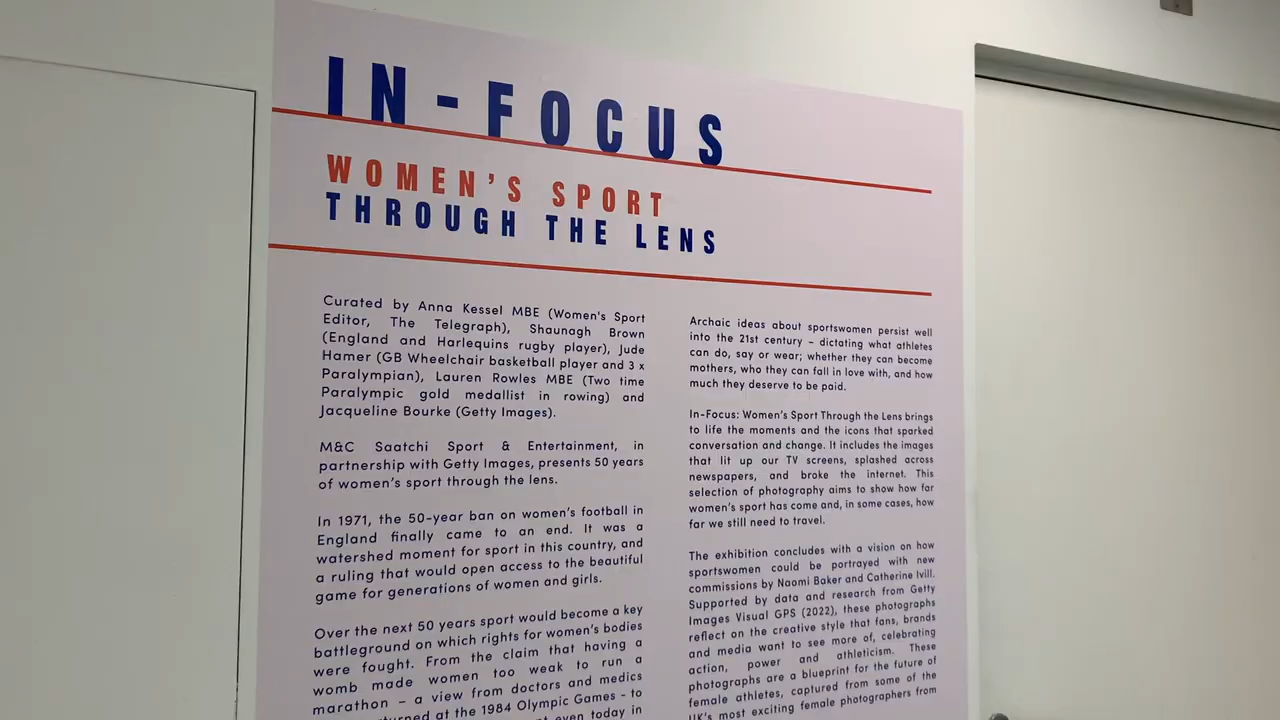 IN-FOCUS
WOMEN'S SPORT
THROUGH THE LENS
Curated by Anna Kessel MBE (Women's Sport
Editor, The Telegraph), Shaunagh Brown
(England and Harlequins rugby player), Jude
Hamer (GB Wheelchair basketball player and 3 x
Paralympian), Lauren Rowles MBE (Two time
Paralympic gold medallist in rowing) and
Jacqueline Bourke (Getty Images).
M&C Saatchi Sport & Entertainment, in
partnership with Getty Images, presents 50 years
of women's sport through the lens.
In 1971, the 50-year ban on women's football in
England finally came to an end. It was a
watershed moment for sport in this country, and
a ruling that would open access to the beautiful
game for generations of women and girls.
Over the next 50 years sport would become a key
battleground on which rights for women's bodies
were fought. From the claim that having a
womb made women too weak to run a
marathon – a view from doctors and medics
at the 1984 Olympic Games - to
even today in
Archaic ideas about sportswomen persist well
into the 21st century – dictating what athletes
can do, say or wear; whether they can become
mothers, who they can fall in love with, and how
much they deserve to be paid.
In-Focus: Women's Sport Through the Lens brings
to life the moments and the icons that sparked
conversation and change. It includes the images
that lit up our TV screens, splashed across
newspapers, and broke the internet. This
selection of photography aims to show how far
women's sport has come and, in some cases, how
far we still need to travel.
The exhibition concludes with a vision on how
sportswomen could be portrayed with new
commissions by Naomi Baker and Catherine Ivill.
Supported by data and research from Getty
Images Visual GPS (2022), these photographs
reflect on the creative style that fans, brands
and media want to see more of, celebrating
action, power and athleticism. These
photographs are a blueprint for the future of
female athletes, captured from some of the
UK's most exciting female photographers from